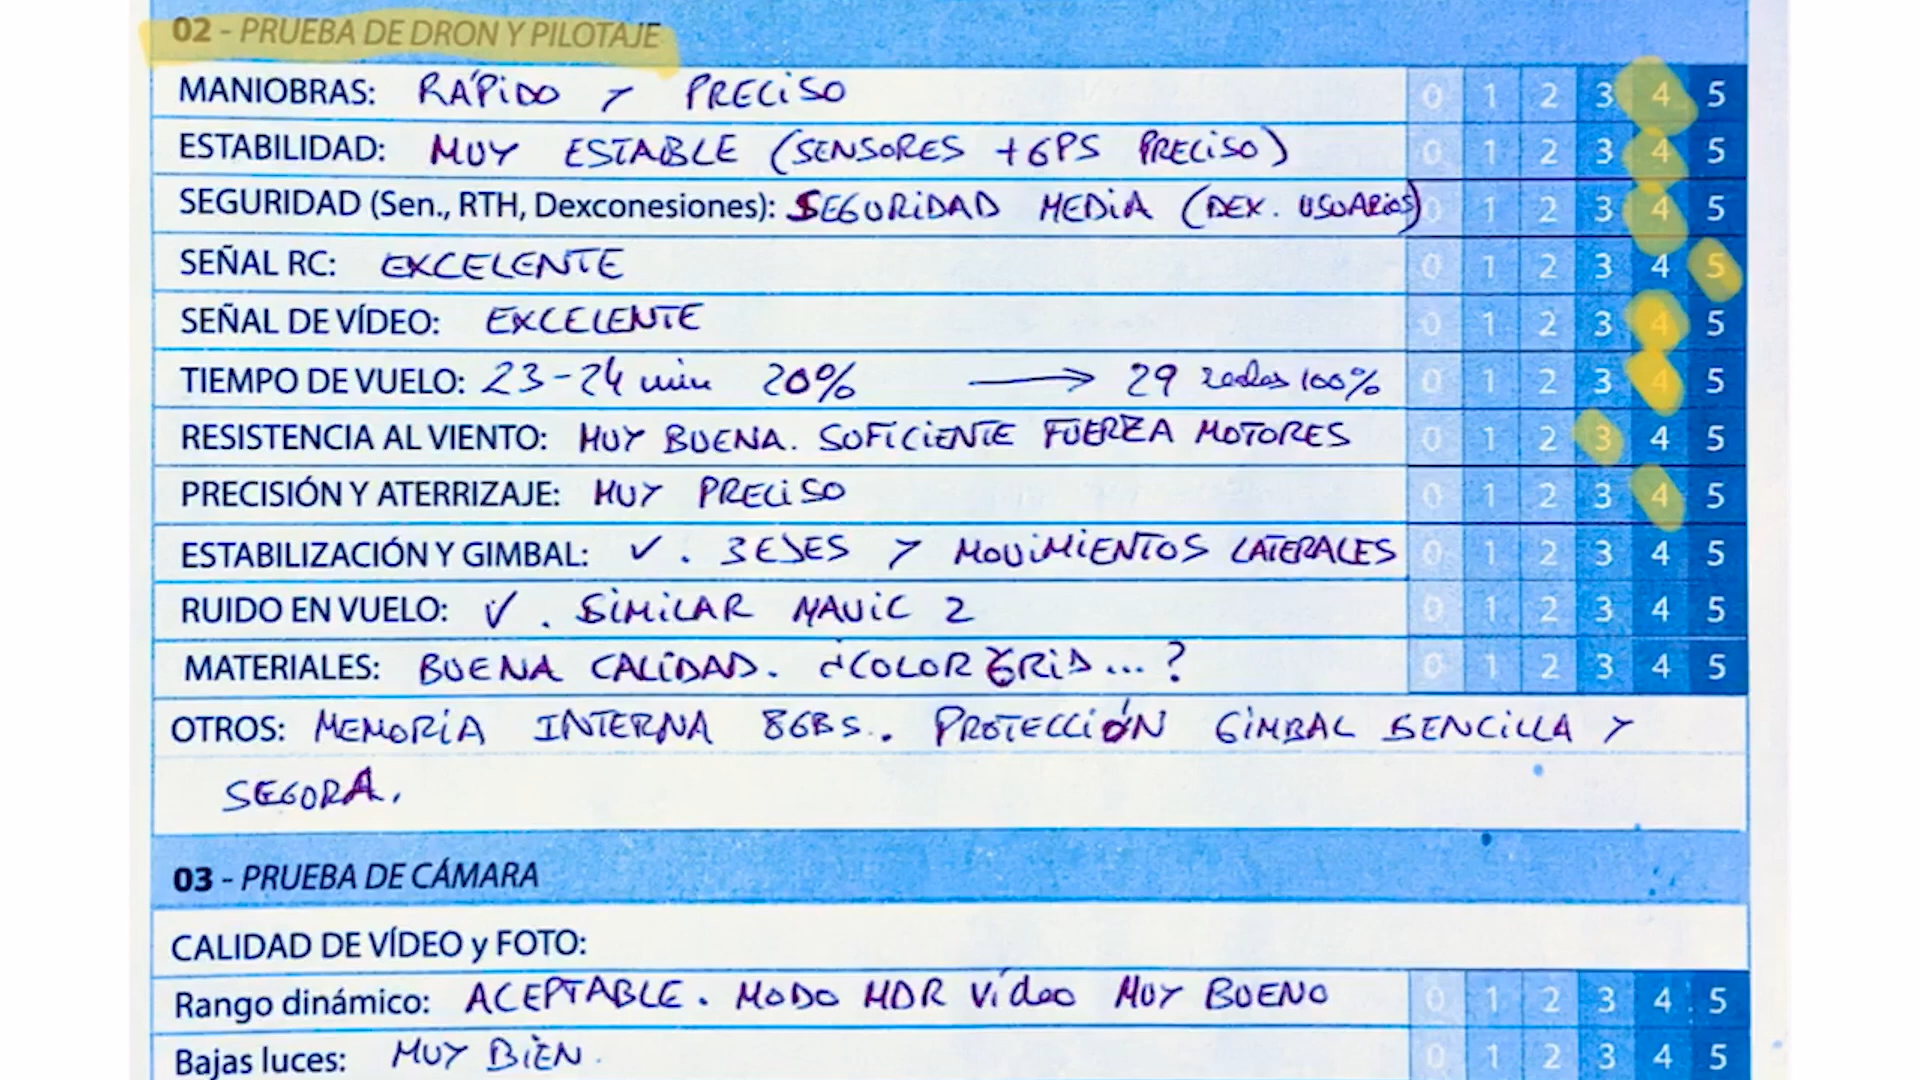 02 - PRUEBA DE DRON Y PILOTAJE
MANIOBRAS: RÁPIDO Y PRECISO 0 1 2 3 4 5
ESTABILIDAD: MUY ESTABLE (SENSORES + GPS PRECISO) 0 1 2 3 4 5
SEGURIDAD (Sen., RTH, Dexconesiones): SEGURIDAD MEDIA (DEX. USUARIOS) 0 1 2 3 4 5
SEÑAL RC: EXCELENTE 0 1 2 3 4 5
SEÑAL DE VÍDEO: EXCELENTE 0 1 2 3 4 5
TIEMPO DE VUELO: 23-24 min 20% → 29 100% 0 1 2 3 4 5
RESISTENCIA AL VIENTO: MUY BUENA. SUFICIENTE FUERZA MOTORES 0 1 2 3 4 5
PRECISIÓN Y ATERRIZAJE: MUY PRECISO 0 1 2 3 4 5
ESTABILIZACIÓN Y GIMBAL: ✓. 3 EJES Y MOVIMIENTOS LATERALES 0 1 2 3 4 5
RUIDO EN VUELO: ✓. SIMILAR MAVIC 2 0 1 2 3 4 5
MATERIALES: BUENA CALIDAD. ¿COLOR GRIS...? 0 1 2 3 4 5
OTROS: MEMORIA INTERNA 8GBS.. PROTECCIÓN GIMBAL SENCILLA Y
SEGURA.
03 - PRUEBA DE CÁMARA
CALIDAD DE VÍDEO y FOTO:
Rango dinámico: ACEPTABLE. MODO HDR Vídeo MUY BUENO 0 1 2 3 4 5
Bajas luces: MUY BIEN. 0 1 2 3 4 5